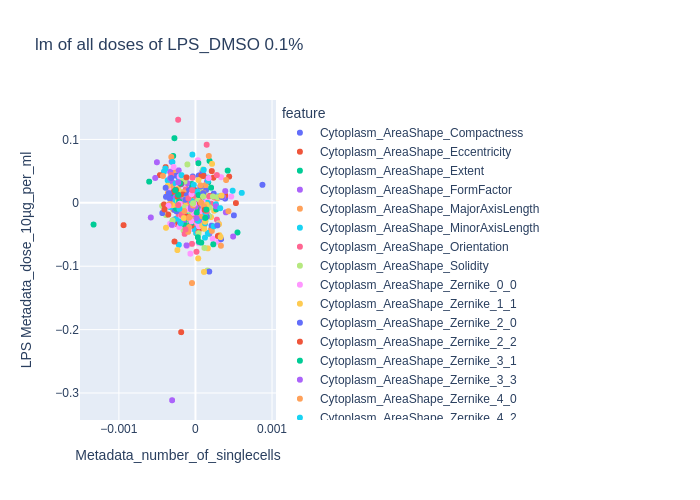 lm of all doses of LPS_DMSO 0.1%
feature
Cytoplasm_AreaShape_Compactness
Cytoplasm_AreaShape_Eccentricity
Cytoplasm_AreaShape_Extent
Cytoplasm_AreaShape_FormFactor
Cytoplasm_AreaShape_MajorAxisLength
Cytoplasm_AreaShape_MinorAxisLength
Cytoplasm_AreaShape_Orientation
Cytoplasm_AreaShape_Solidity
Cytoplasm_AreaShape_Zernike_0_0
Cytoplasm_AreaShape_Zernike_1_1
Cytoplasm_AreaShape_Zernike_2_0
Cytoplasm_AreaShape_Zernike_2_2
Cytoplasm_AreaShape_Zernike_3_1
Cytoplasm_AreaShape_Zernike_3_3
Cytoplasm_AreaShape_Zernike_4_0
Cytoplasm_AreaShape_Zernike_4_2
0.1
0
−0.1
−0.2
−0.3
LPS Metadata_dose_10μg_per_ml
−0.001 0 0.001
Metadata_number_of_singlecells